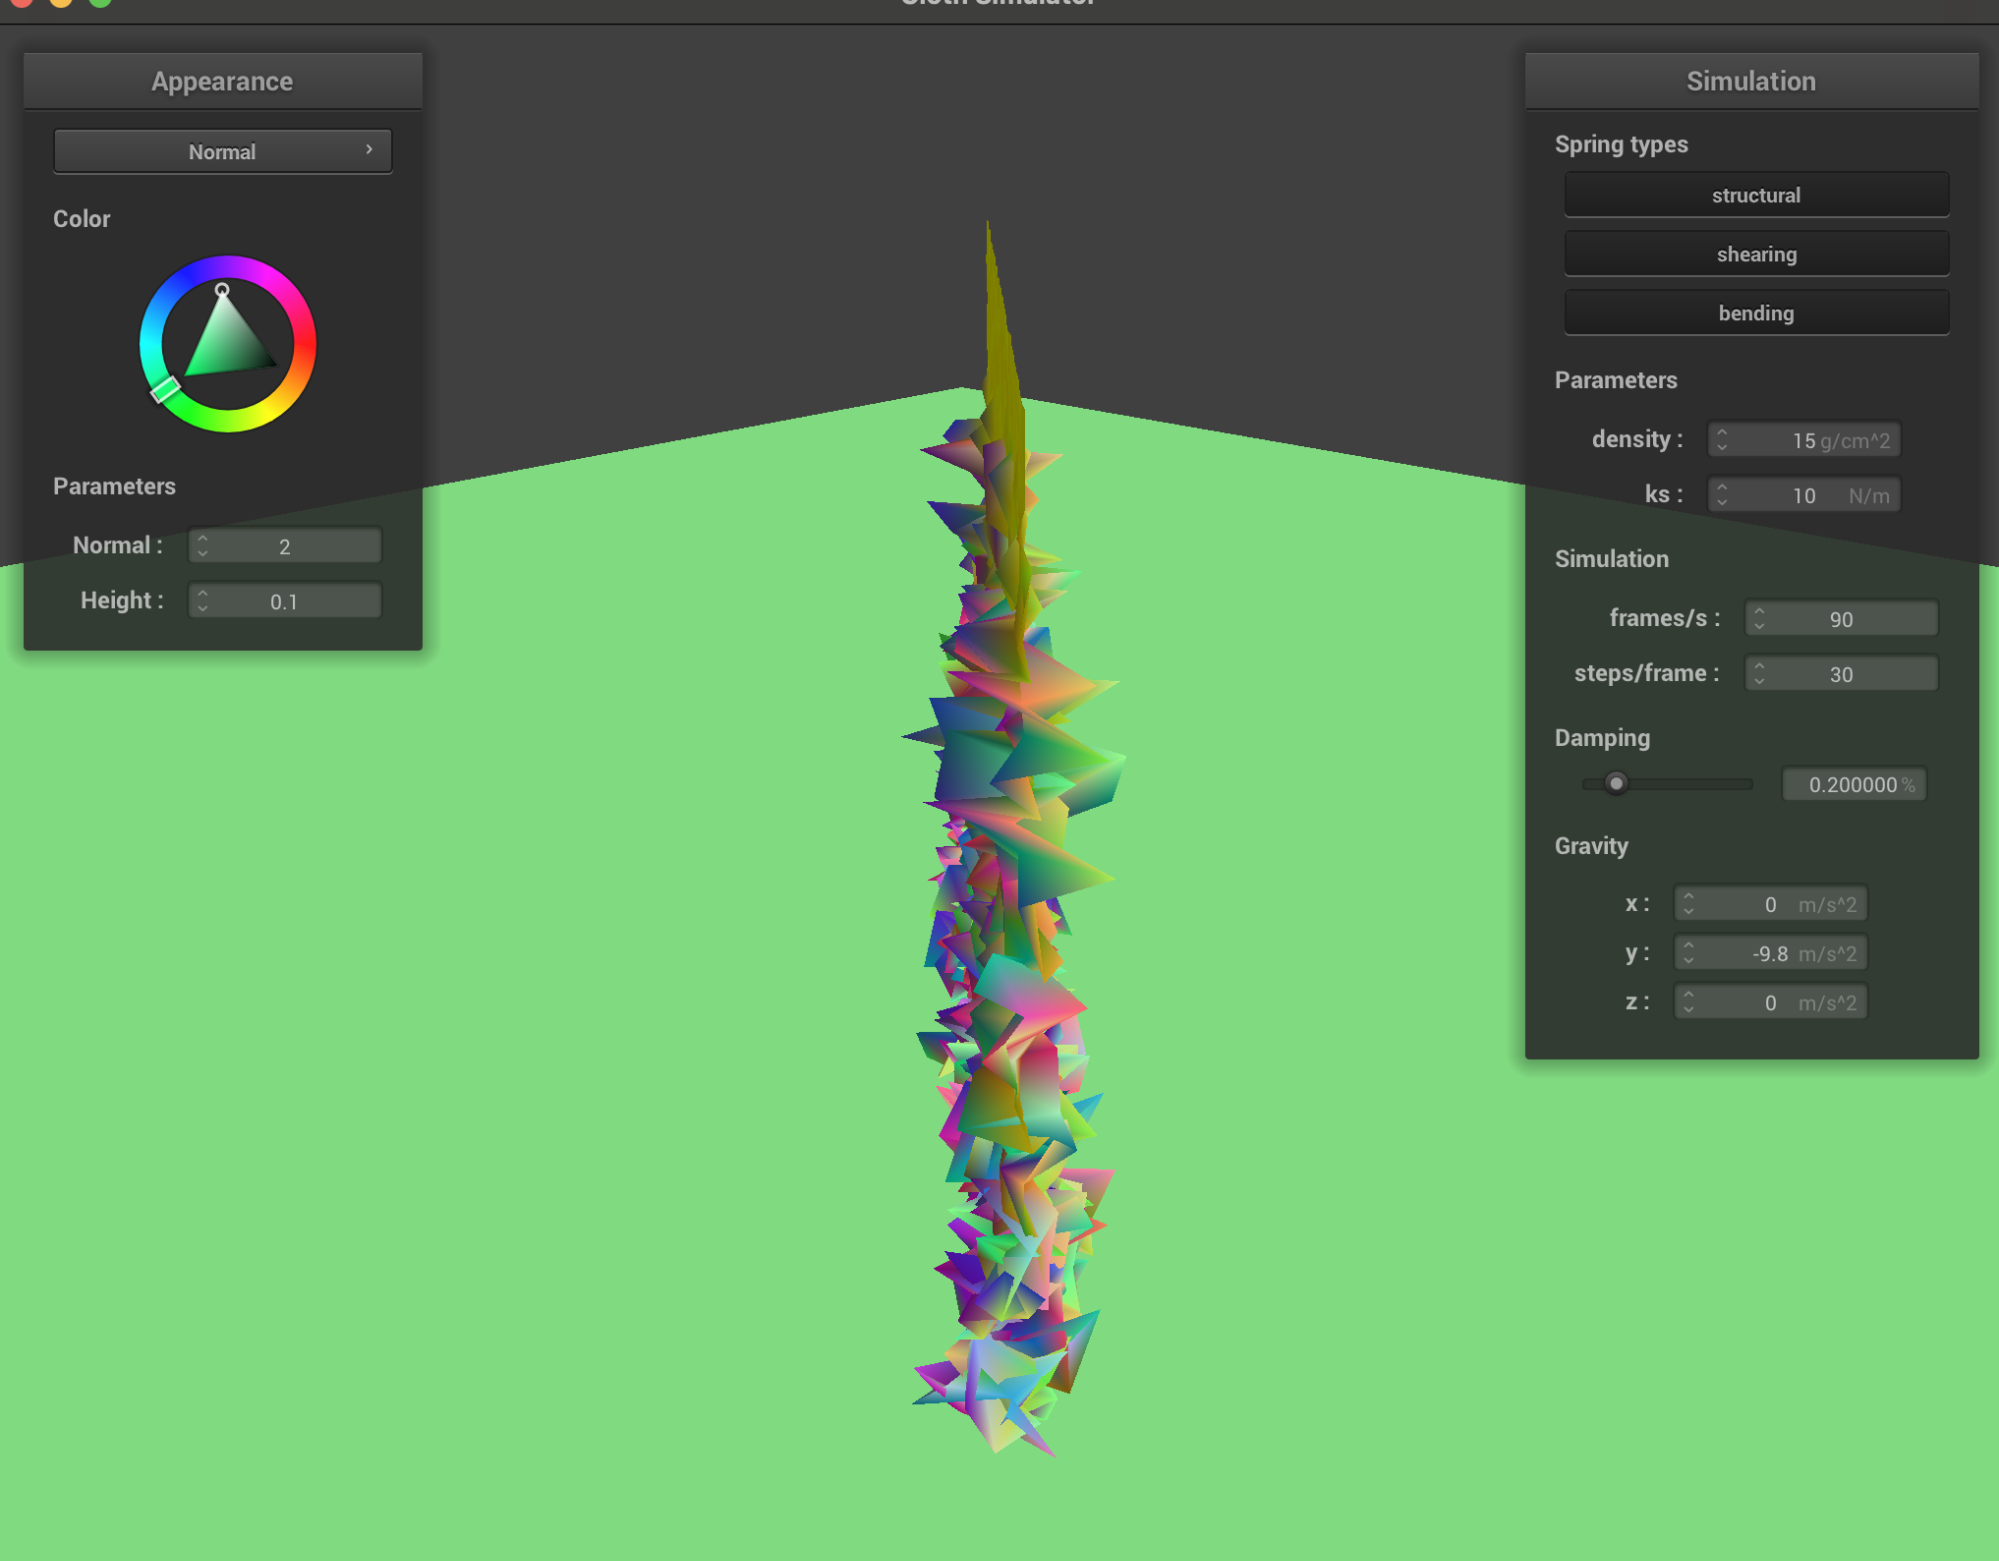 Cloth Simulator
Appearance
Normal
Color
Parameters
Normal : 2
Height : 0.1
Simulation
Spring types
structural
shearing
bending
Parameters
density : 15 g/cm^2
ks : 10 N/m
Simulation
frames/s : 90
steps/frame : 30
Damping
0.200000 %
Gravity
x : 0 m/s^2
y : -9.8 m/s^2
z : 0 m/s^2